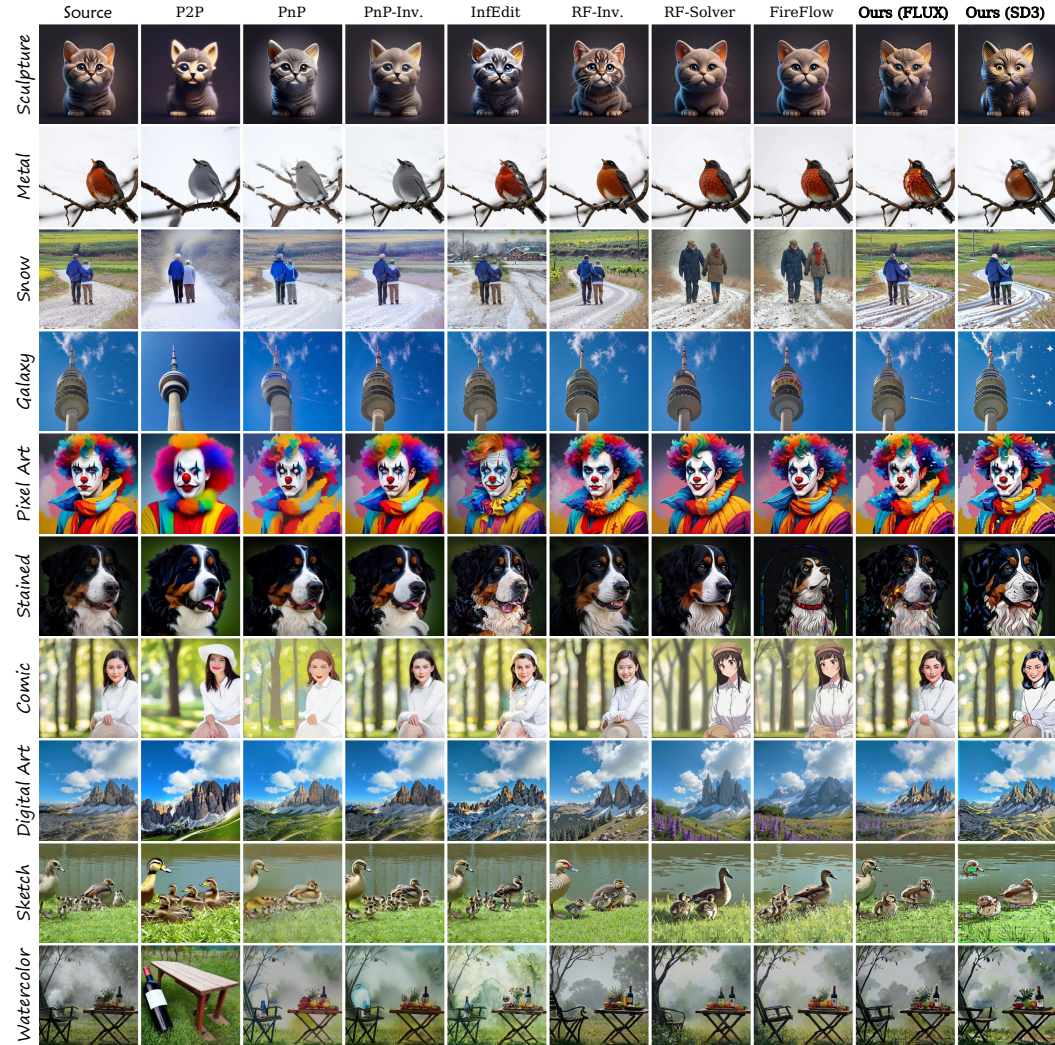 Source P2P PnP PnP-Inv. InfEdit RF-Inv. RF-Solver FireFlow Ours (FLUX) Ours (SD3)
Sculpture
Metal
Snow
Galaxy
Pixel Art
Stained
Comic
Digital Art
Sketch
Watercolor